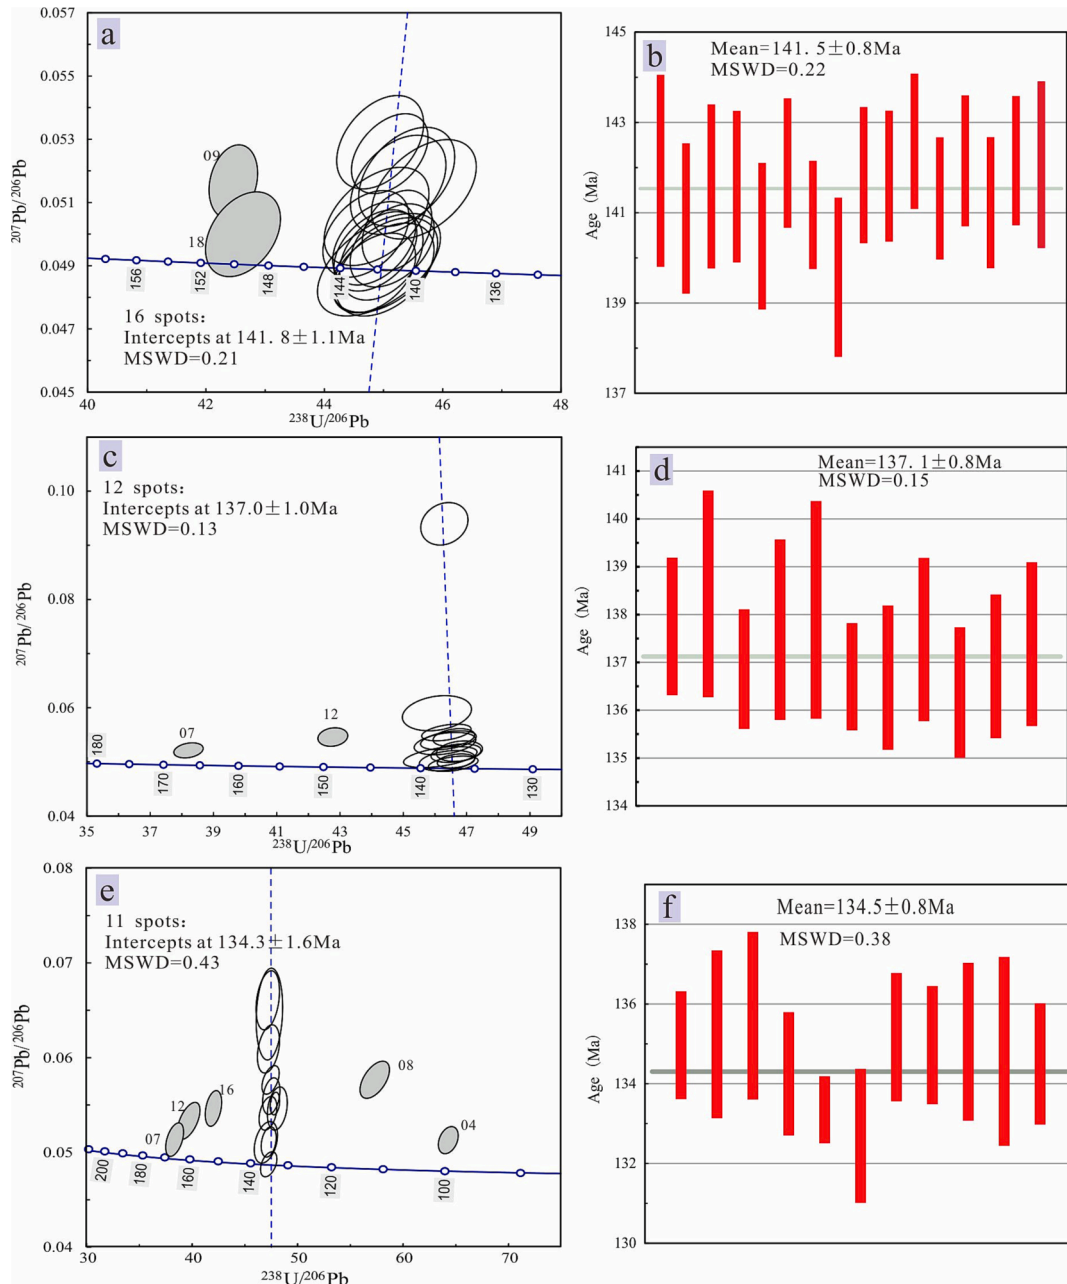 a
0.057
0.055
0.053
0.051
0.049
0.047
0.045
207Pb/206Pb
09
18
156
152
148
144
140
136
16 spots:
Intercepts at 141. 8±1.1Ma
MSWD=0.21
40
42
44
46
48
238U/206Pb
b
Mean=141. 5±0.8Ma
MSWD=0.22
145
143
141
139
137
Age (Ma)
c
12 spots:
Intercepts at 137.0±1.0Ma
MSWD=0.13
0.10
0.08
0.06
0.04
207Pb/206Pb
07
12
180
170
160
150
140
130
35
37
39
41
43
45
47
49
238U/206Pb
d
Mean=137. 1±0.8Ma
MSWD=0.15
141
140
139
138
137
136
135
134
Age (Ma)
e
11 spots:
Intercepts at 134.3±1.6Ma
MSWD=0.43
0.08
0.07
0.06
0.05
0.04
207Pb/206Pb
07
12
16
08
04
200
180
160
140
120
100
30
40
50
60
70
238U/206Pb
f
Mean=134.5±0.8Ma
MSWD=0.38
138
136
134
132
130
Age (Ma)